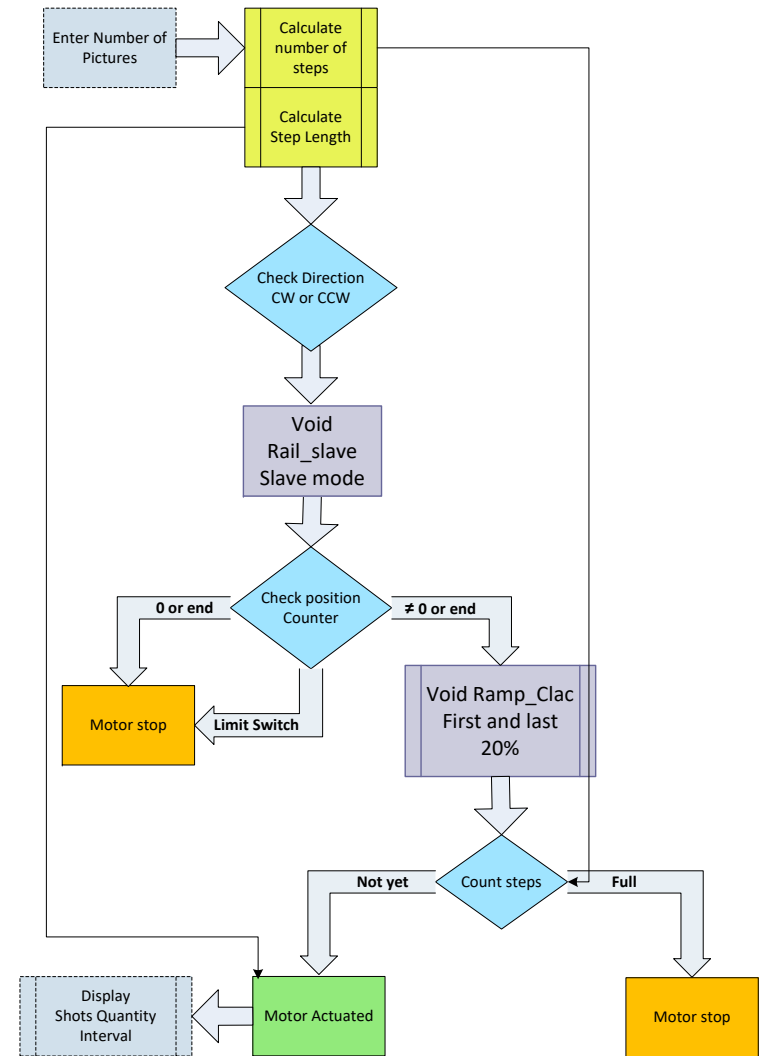 Enter Number of
Pictures
Calculate
number of
steps
Calculate
Step Length
Check Direction
CW or CCW
Void
Rail_slave
Slave mode
Check position
Counter
0 or end
≠ 0 or end
Motor stop
Limit Switch
Void Ramp_Clac
First and last
20%
Not yet
Count steps
Full
Display
Shots Quantity
Interval
Motor Actuated
Motor stop